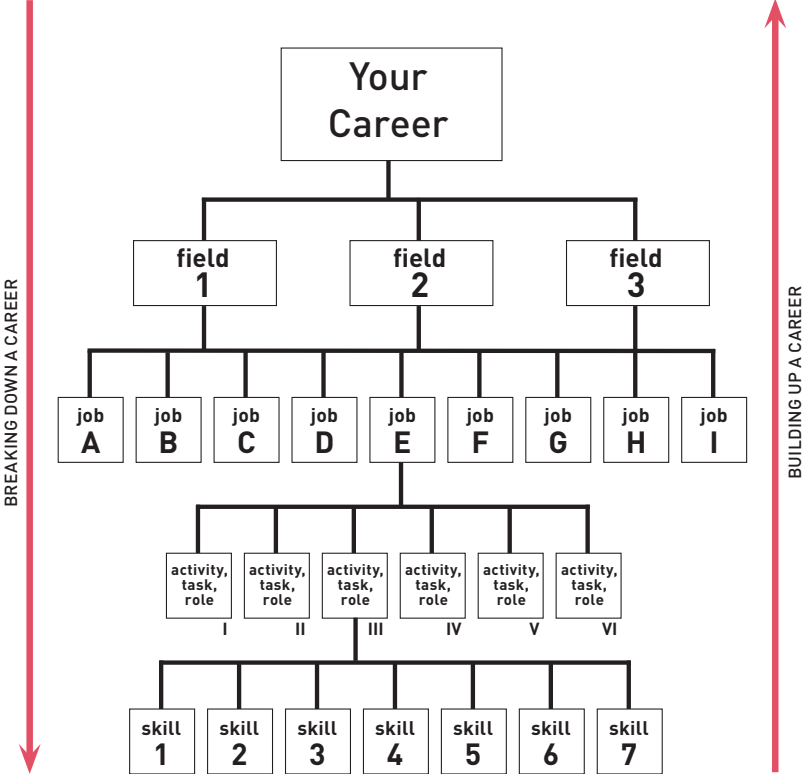 Your
Career
field
1
field
2
field
3
job
A
job
B
job
C
job
D
job
E
job
F
job
G
job
H
job
I
activity,
task,
role
I
activity,
task,
role
II
activity,
task,
role
III
activity,
task,
role
IV
activity,
task,
role
V
activity,
task,
role
VI
skill
1
skill
2
skill
3
skill
4
skill
5
skill
6
skill
7
BREAKING DOWN A CAREER
BUILDING UP A CAREER